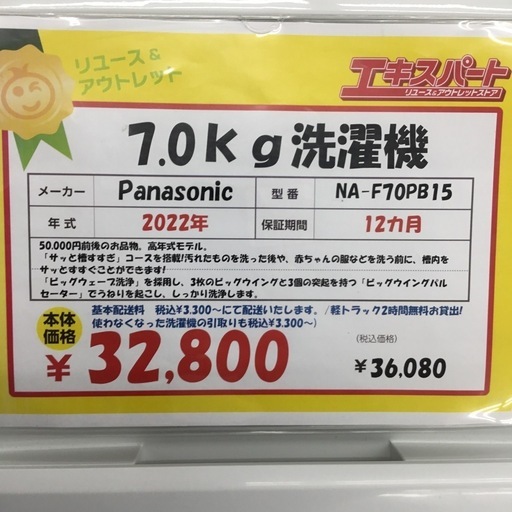 リユース&
アウトレット
エキスパート
リユース&アウトレットストア
7.0kg洗濯機
メーカー Panasonic 型番 NA-F70PB15
年式 2022年 保証期間 12カ月
50.000円前後のお品物。高年式モデル。
「サッと槽すすぎ」コースを搭載!汚れたものを洗った後や、赤ちゃんの服などを洗う前に、槽内を
サッとすすぐことができます!
「ビッグウェーブ洗浄」を採用し、3枚のビッグウイングと3個の突起を持つ「ビッグウイングパル
セーター」でうねりを起こし、しっかり洗浄します。
基本配送料 税込¥3.300~にて配送いたします。/軽トラック2時間無料お貸出!
使わなくなった洗濯機の引取りも税込¥3.300~)
本体
価格
¥32,800
(税込価格)
¥36,080